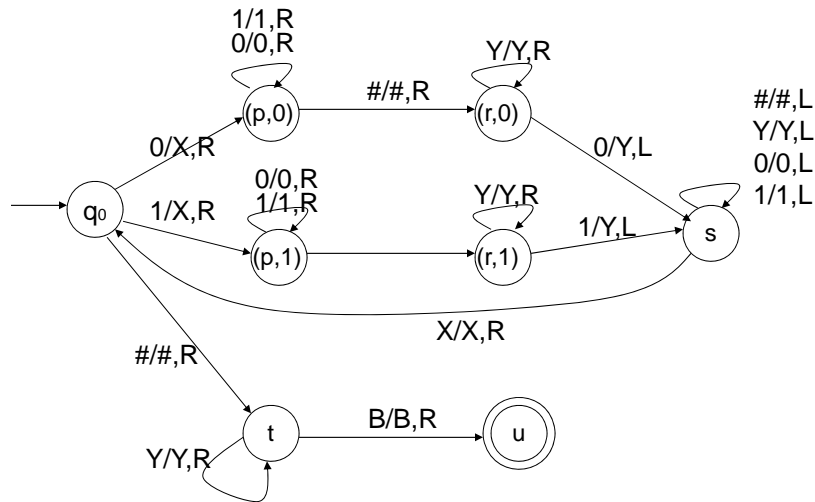 1/1,R
0/0,R
(p,0)
#/#,R
Y/Y,R
(r,0)
#/#,L
Y/Y,L
0/0,L
1/1,L
0/X,R
0/Y,L
q0
1/X,R
0/0,R
1/1,R
(p,1)
Y/Y,R
(r,1)
1/Y,L
s
X/X,R
#/#,R
t
Y/Y,R
B/B,R
u